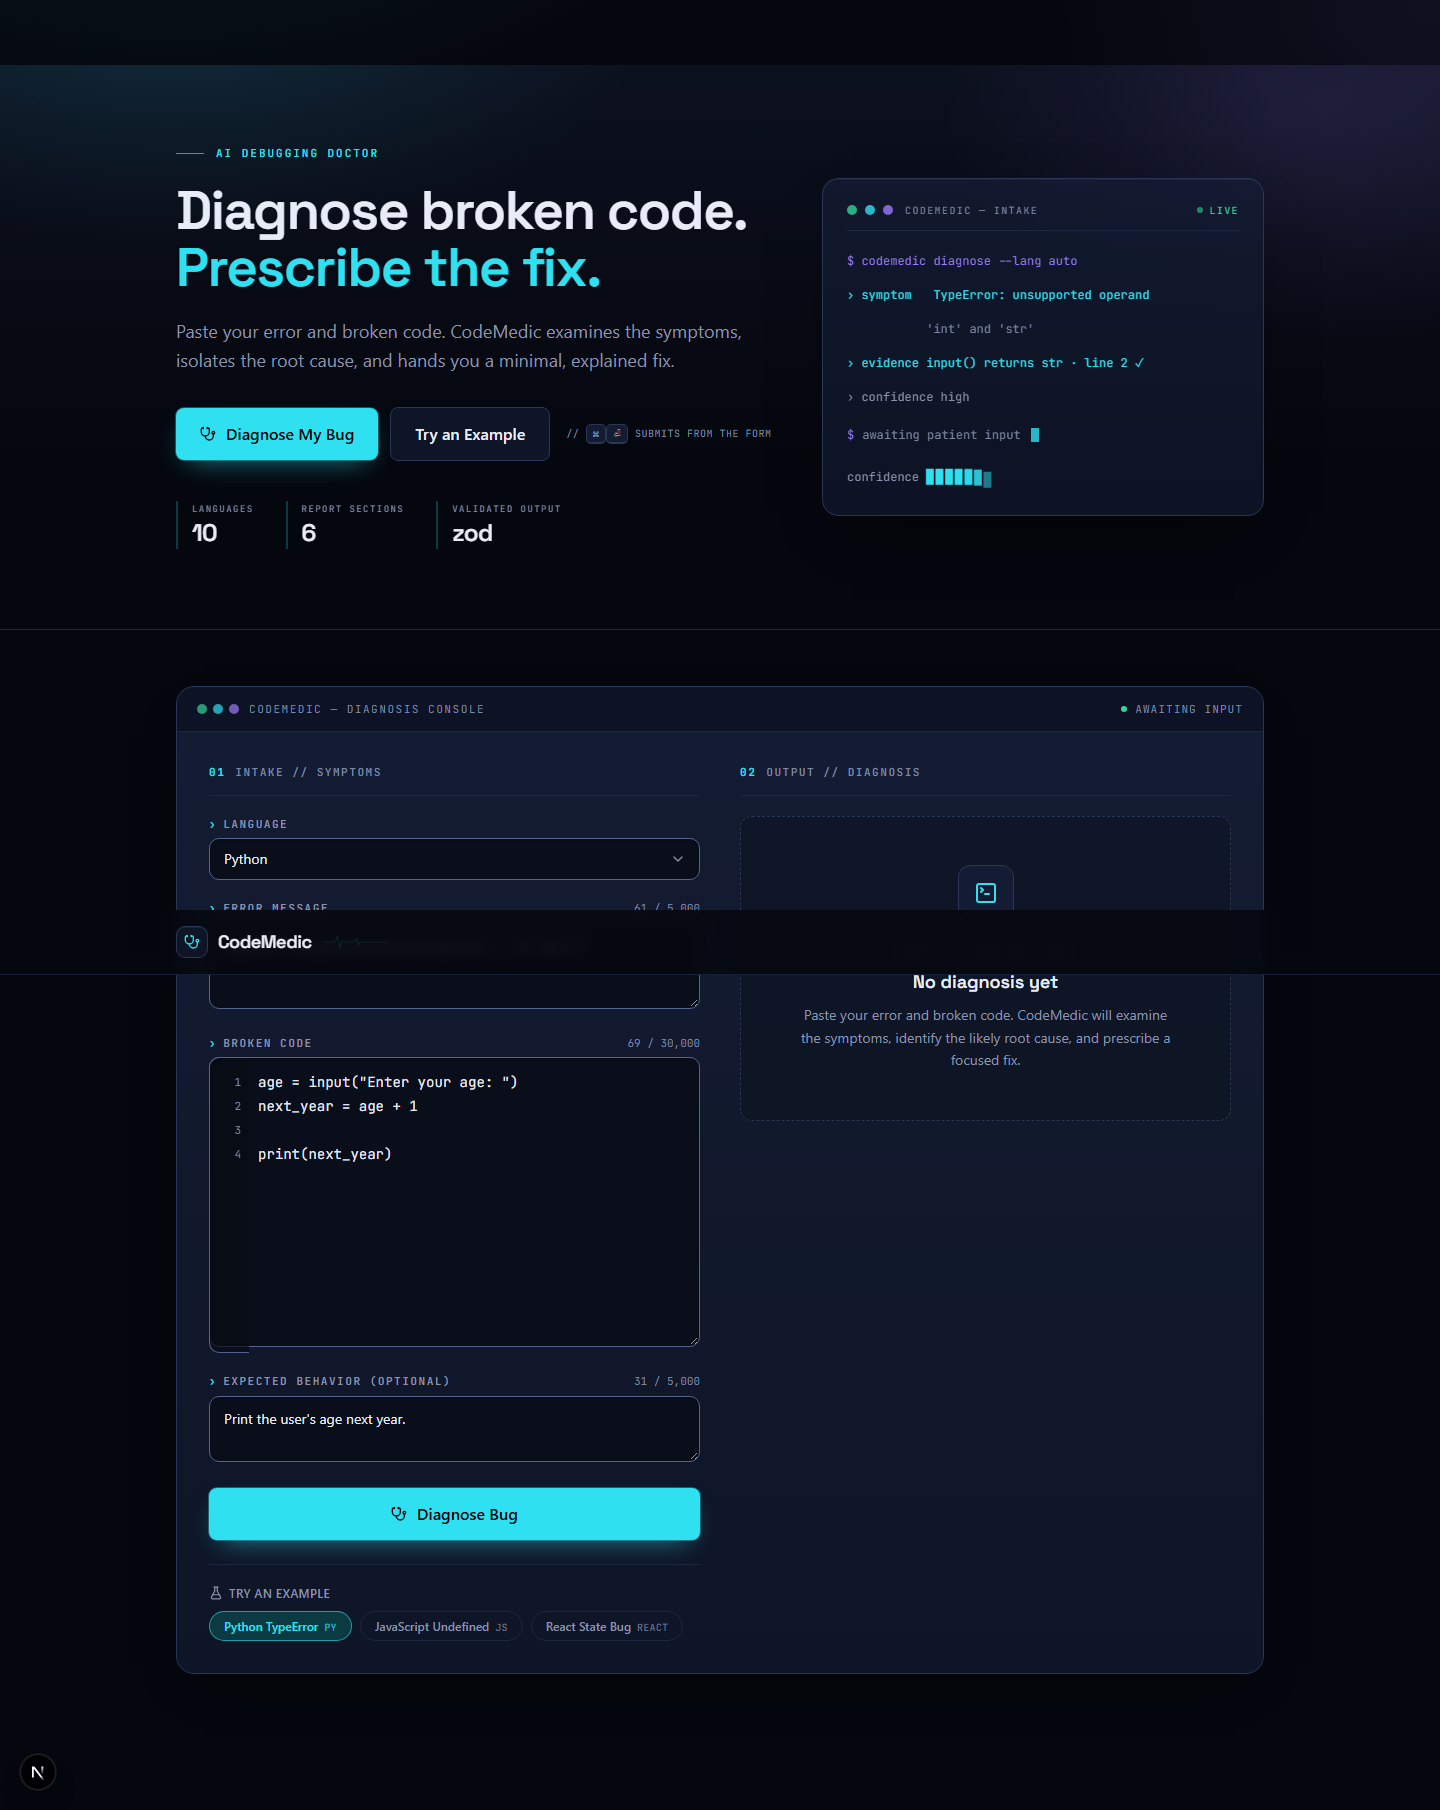 AI DEBUGGING DOCTOR
Diagnose broken code.
Prescribe the fix.
Paste your error and broken code. CodeMedic examines the symptoms,
isolates the root cause, and hands you a minimal, explained fix.
Diagnose My Bug
Try an Example
// ⌘ ⏎ SUBMITS FROM THE FORM
LANGUAGES
10
REPORT SECTIONS
6
VALIDATED OUTPUT
zod
CODEMEDIC — INTAKE
LIVE
$ codemedic diagnose --lang auto
› symptom TypeError: unsupported operand
'int' and 'str'
› evidence input() returns str · line 2 ✓
› confidence high
$ awaiting patient input
confidence
CODEMEDIC — DIAGNOSIS CONSOLE
AWAITING INPUT
01 INTAKE // SYMPTOMS
› LANGUAGE
Python
› ERROR MESSAGE
61 / 5,000
CodeMedic
› BROKEN CODE
69 / 30,000
1 age = input("Enter your age: ")
2 next_year = age + 1
3
4 print(next_year)
› EXPECTED BEHAVIOR (OPTIONAL)
31 / 5,000
Print the user's age next year.
Diagnose Bug
TRY AN EXAMPLE
Python TypeError PY
JavaScript Undefined JS
React State Bug REACT
02 OUTPUT // DIAGNOSIS
No diagnosis yet
Paste your error and broken code. CodeMedic will examine
the symptoms, identify the likely root cause, and prescribe a
focused fix.
N